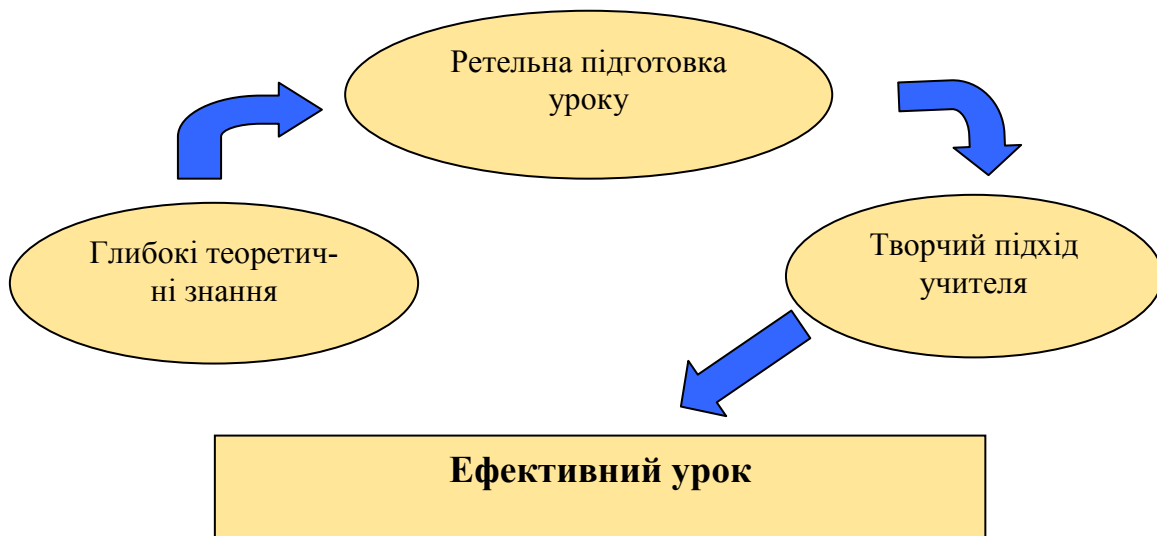 Ретельна підготовка
уроку
Глибокі теоретич-
ні знання
Творчий підхід
учителя
Ефективний урок